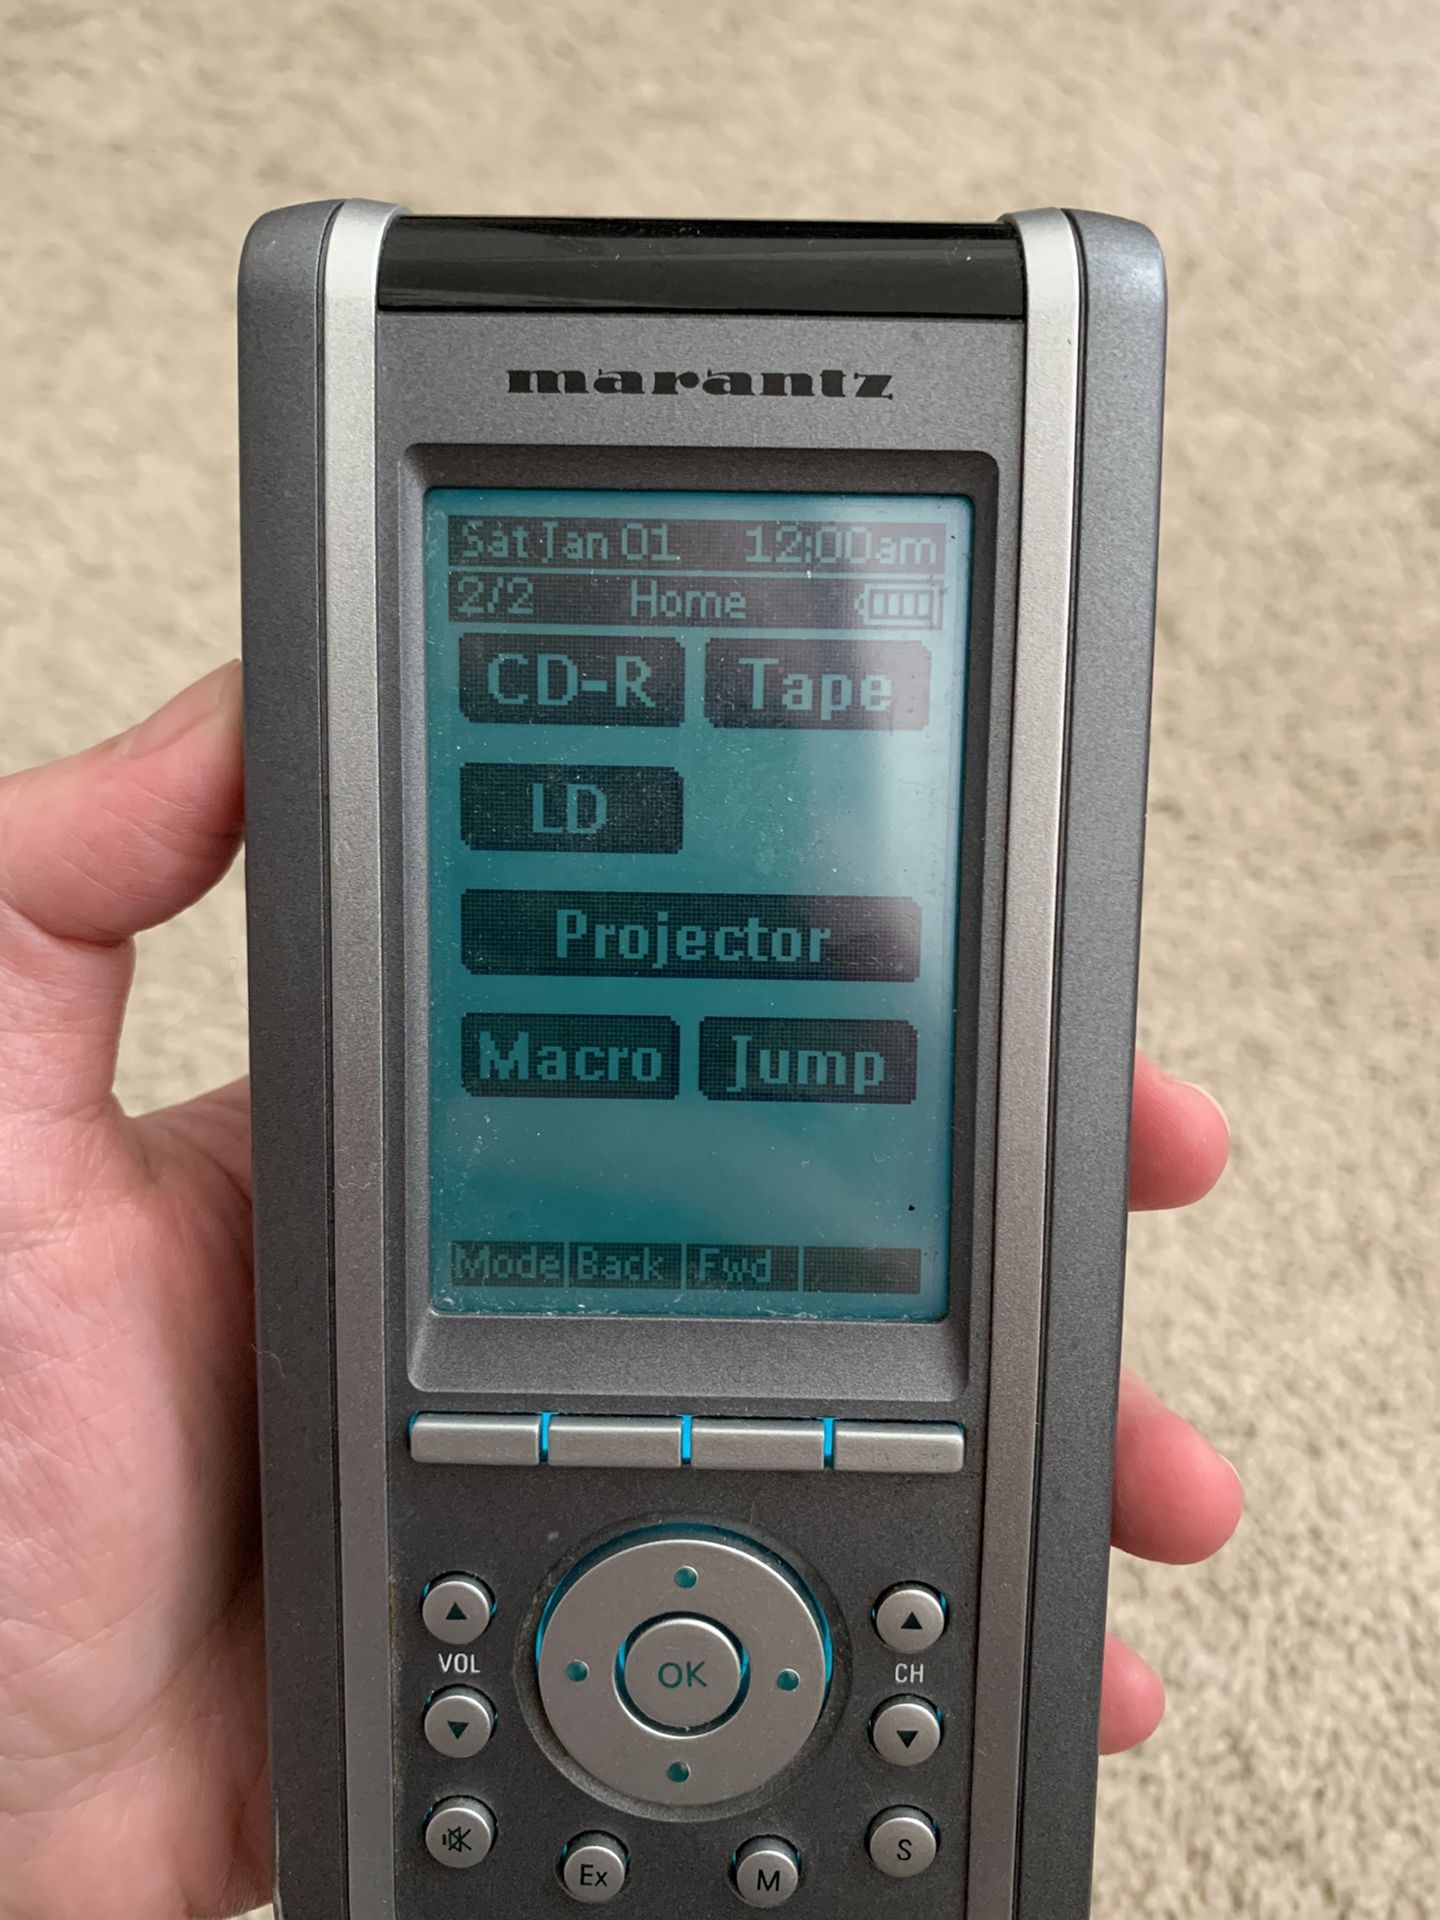 marantz
Sat Jan 01 12:00am
2/2 Home
CD-R Tape
LD
Projector
Macro Jump
Mode Back Fwd
VOL OK CH
Ex M S